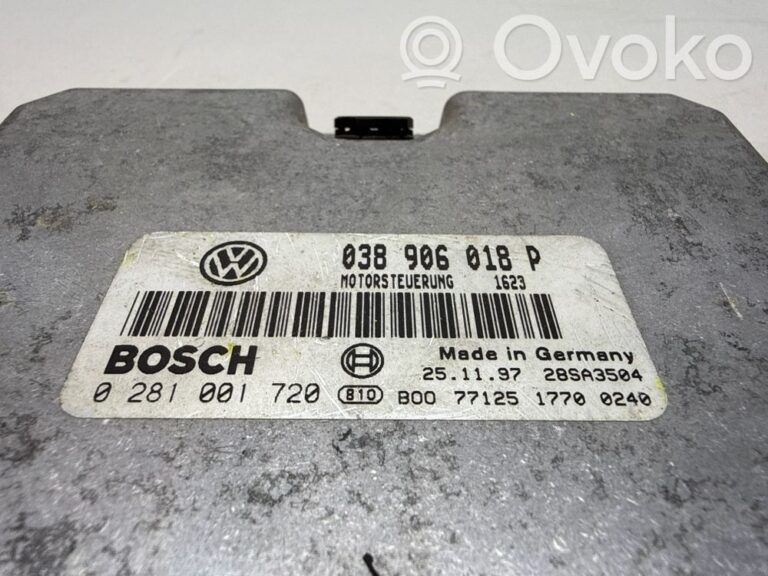 Ovoko
038 906 018 P
MOTORSTEUERUNG 1623
BOSCH
Made in Germany
25.11.97 28SA3504
0 281 001 720 810 B00 77125 1770 0240